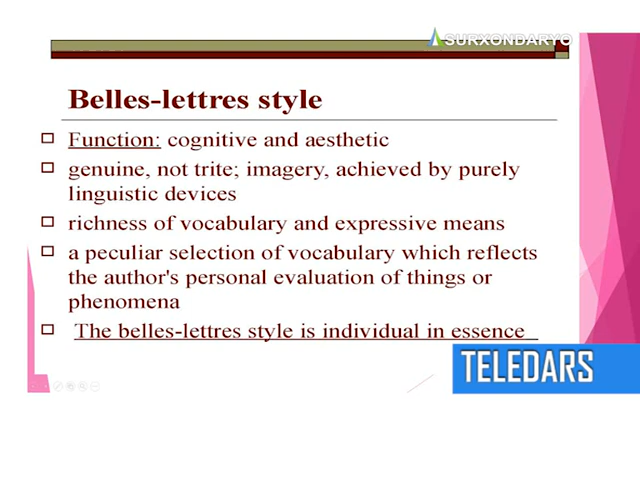 SURXONDARYO
Belles-lettres style
Function: cognitive and aesthetic
genuine, not trite; imagery, achieved by purely
linguistic devices
richness of vocabulary and expressive means
a peculiar selection of vocabulary which reflects
the author's personal evaluation of things or
phenomena
The belles-lettres style is individual in essence
TELEDARS